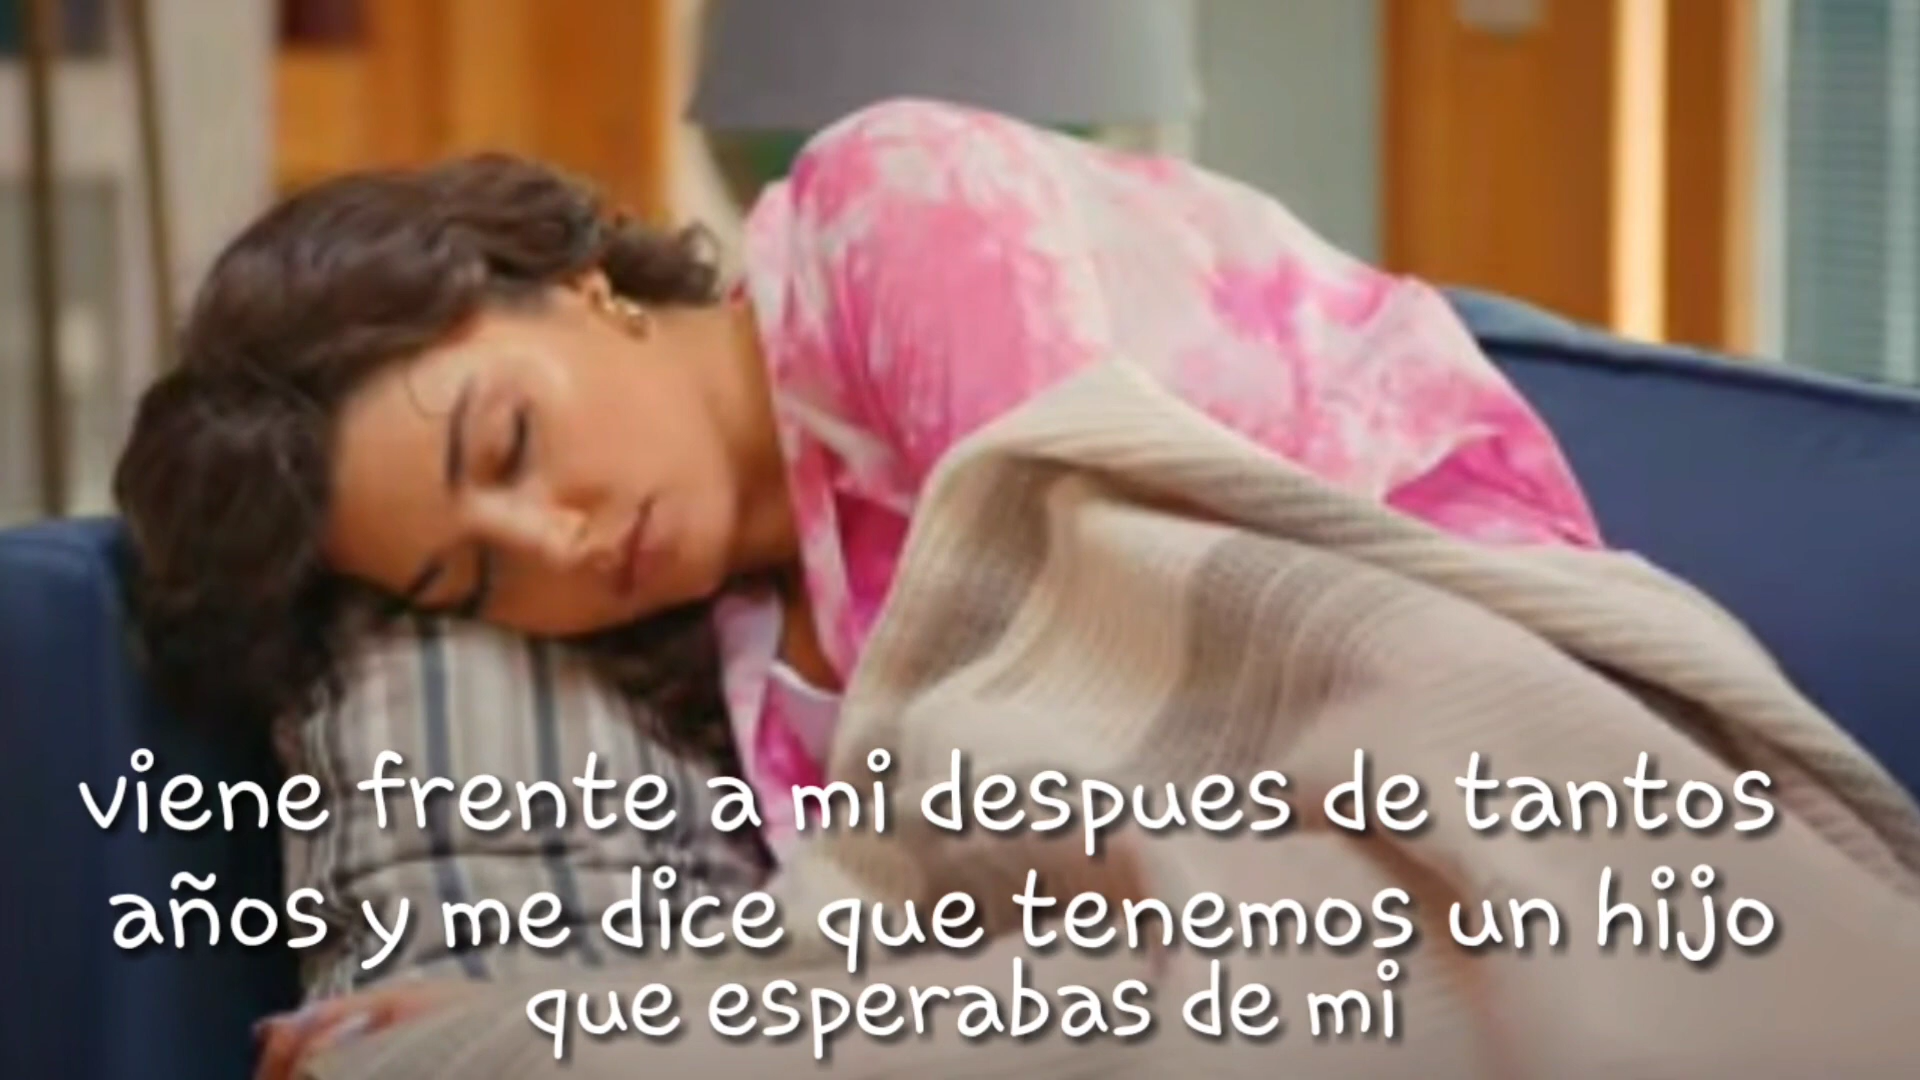 viene frente a mi despues de tantos
años y me dice que tenemos un hijo
que esperabas de mi